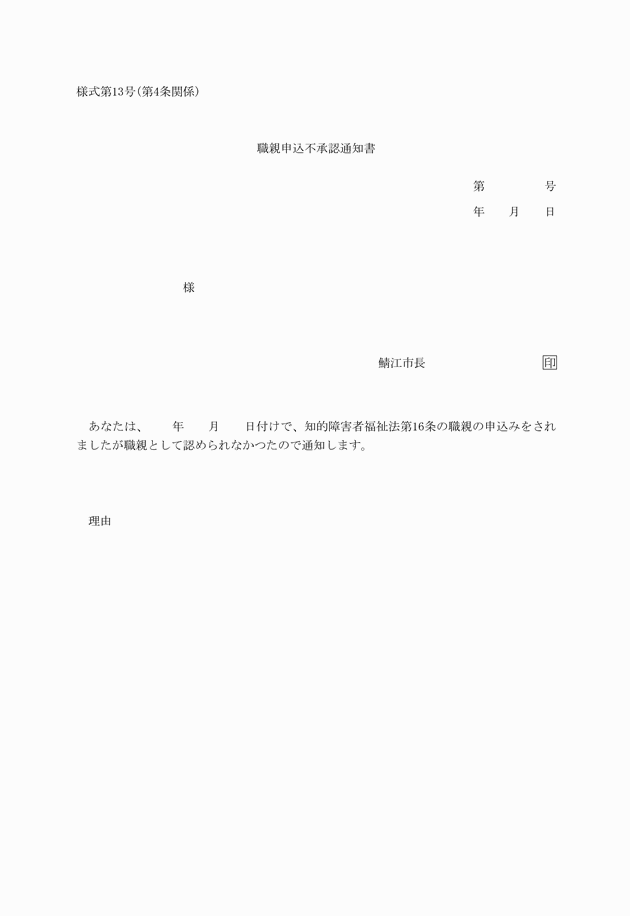 様式第13号(第4条関係)
職親申込不承認通知書
第　　　　　号
年　　月　　日
様
鯖江市長　　　　　　　　　　印
あなたは、　　年　　月　　日付けで、知的障害者福祉法第16条の職親の申込みをされ
ましたが職親として認められなかつたので通知します。
理由